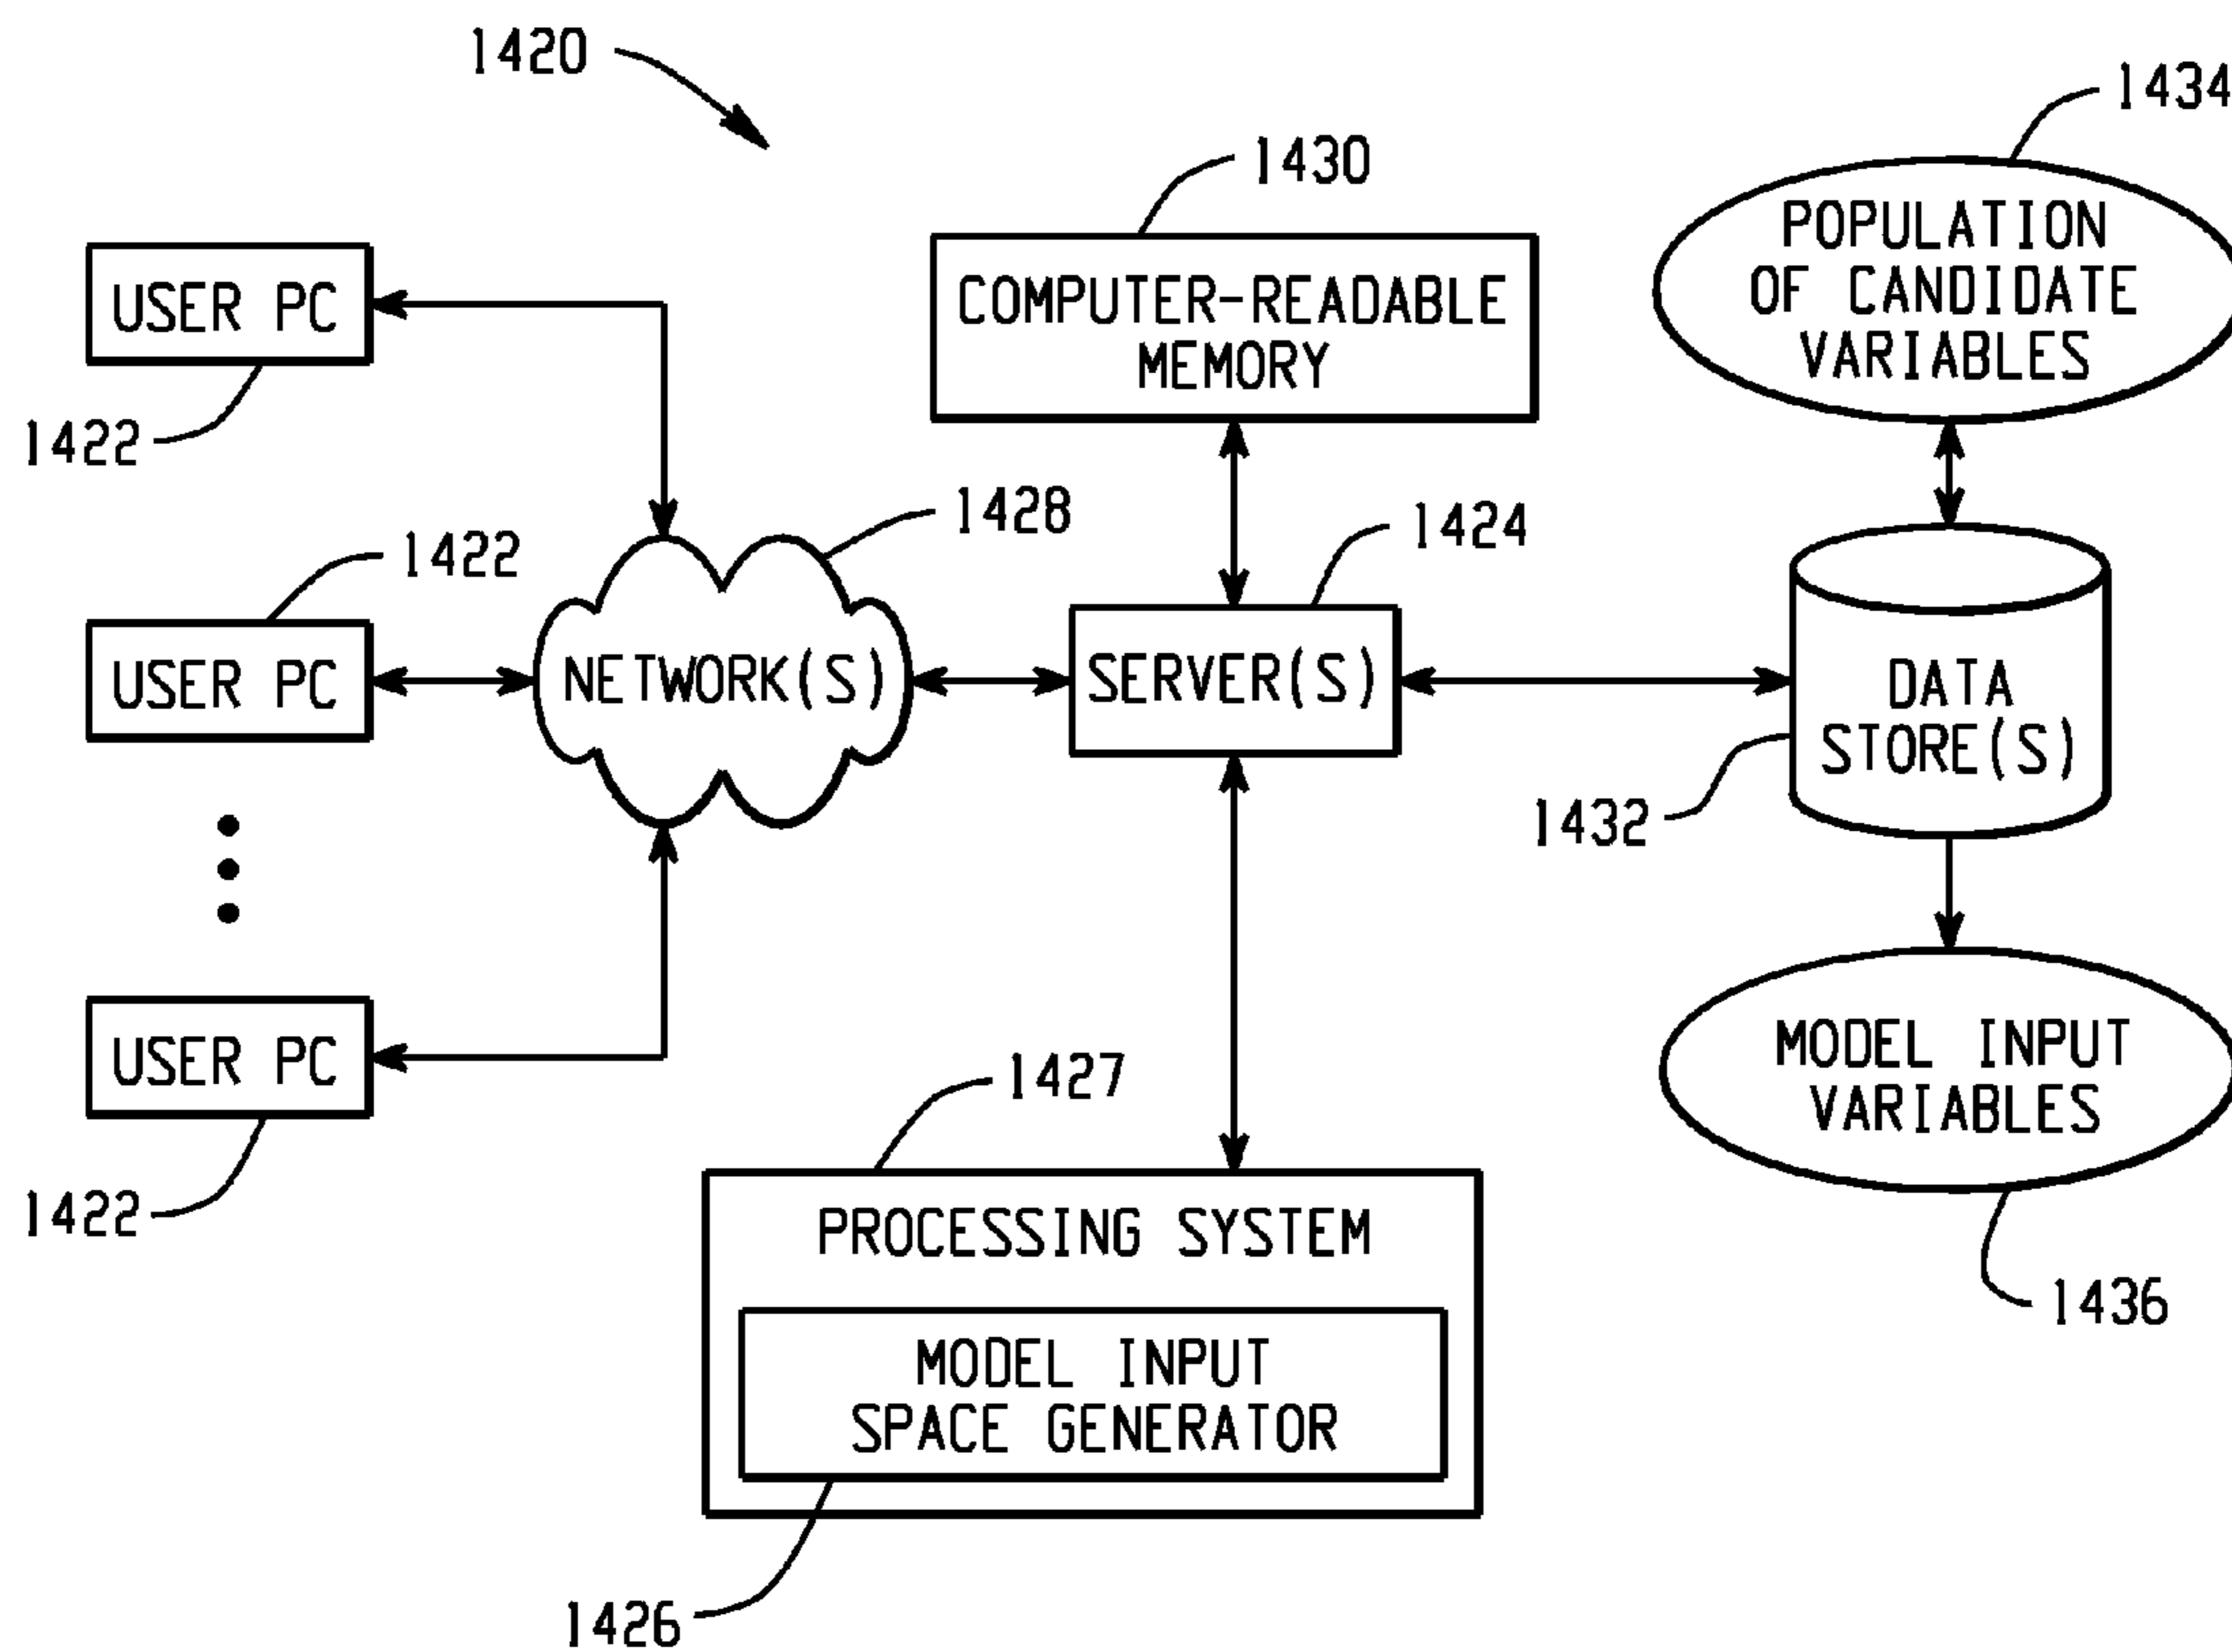 1420
1434
1430
POPULATION
OF CANDIDATE
VARIABLES
USER PC
COMPUTER-READABLE
MEMORY
1422
1428
1424
1422
USER PC
NETWORK(S)
SERVER(S)
DATA
STORE(S)
1432
USER PC
1427
MODEL INPUT
VARIABLES
1422
PROCESSING SYSTEM
1436
MODEL INPUT
SPACE GENERATOR
1426